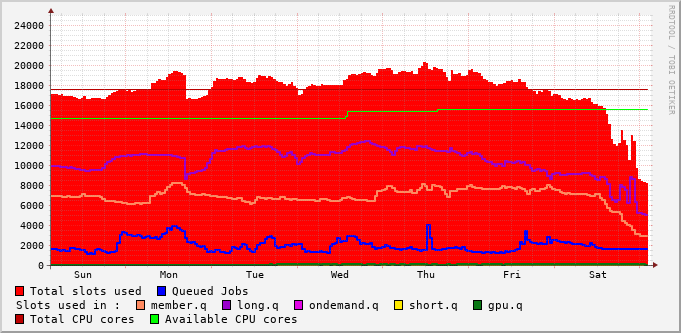 24000
22000
20000
18000
16000
14000
12000
10000
8000
6000
4000
2000
0
Sun Mon Tue Wed Thu Fri Sat
RRDTOOL / TOBI OETIKER
Total slots used Queued Jobs
Slots used in : member.q long.q ondemand.q short.q gpu.q
Total CPU cores Available CPU cores